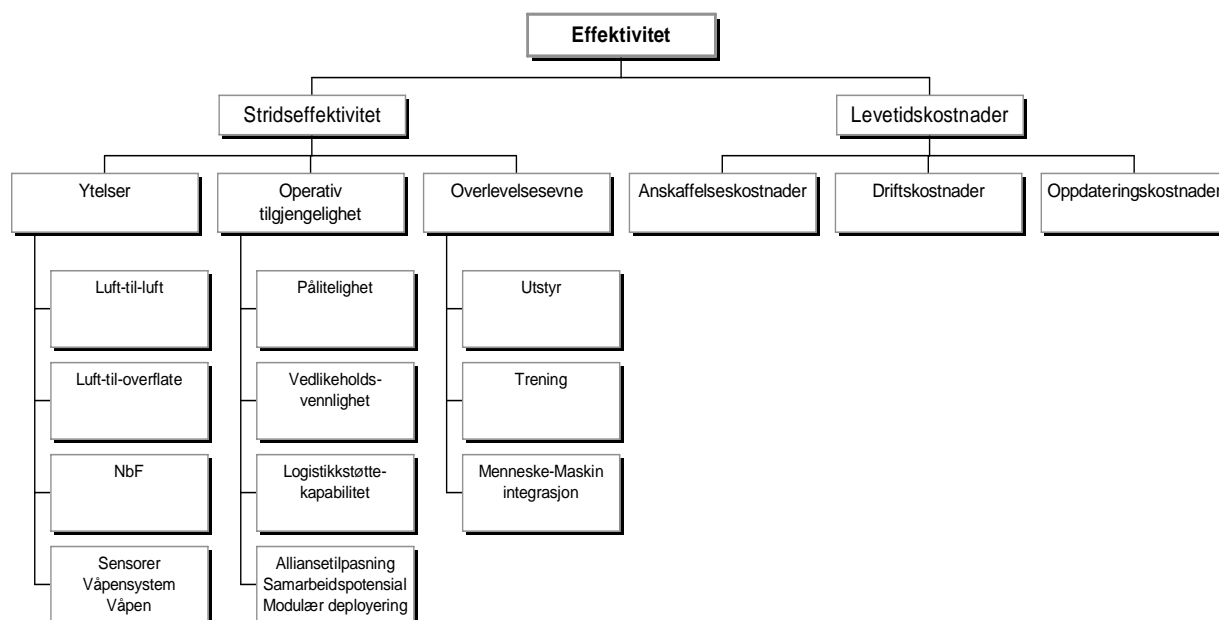 Effektivitet
Stridseffektivitet
Levetidskostnader
Ytelser
Operativ
tilgjengelighet
Overlevelsesevne
Anskaffelseskostnader
Driftskostnader
Oppdateringskostnader
Luft-til-luft
Pålitelighet
Utstyr
Luft-til-overflate
Vedlikeholds-
vennlighet
Trening
NbF
Logistikkstøtte-
kapabilitet
Menneske-Maskin
integrasjon
Sensorer
Våpensystem
Våpen
Alliansetilpasning
Samarbeidspotensial
Modulær deployering